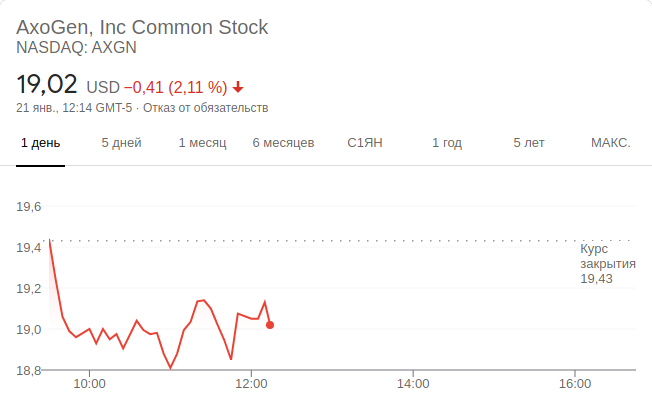 AxoGen, Inc Common Stock
NASDAQ: AXGN
19,02 USD −0,41 (2,11 %)
21 янв., 12:14 GMT-5 · Отказ от обязательств
1 день 5 дней 1 месяц 6 месяцев С1ЯН 1 год 5 лет МАКС.
19,6
19,4
Курс
закрытия
19,43
19,2
19,0
18,8
10:00 12:00 14:00 16:00